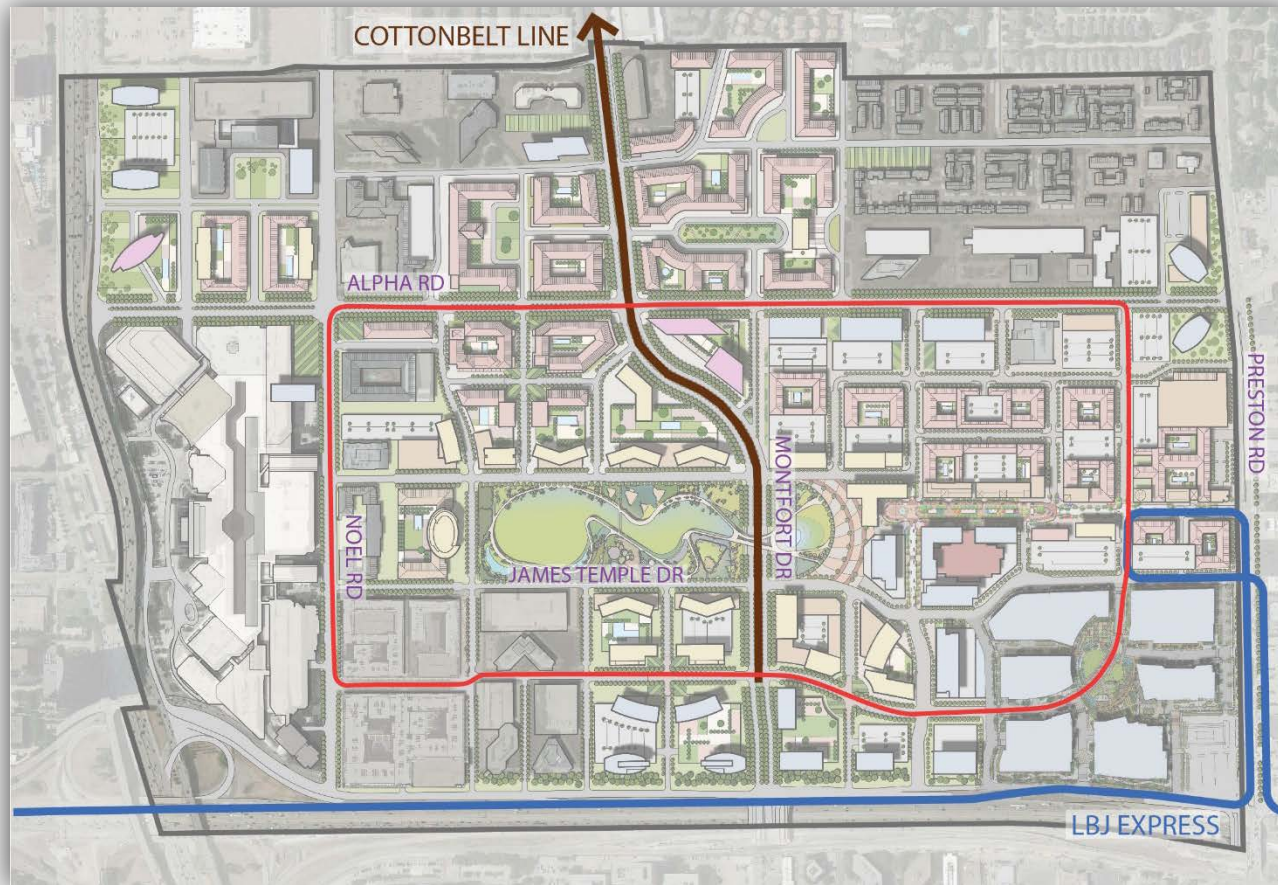 COTTONBELT LINE
ALPHA RD
PRESTON RD
MONTFORT DR
NOEL RD
JAMES TEMPLE DR
LBJ EXPRESS